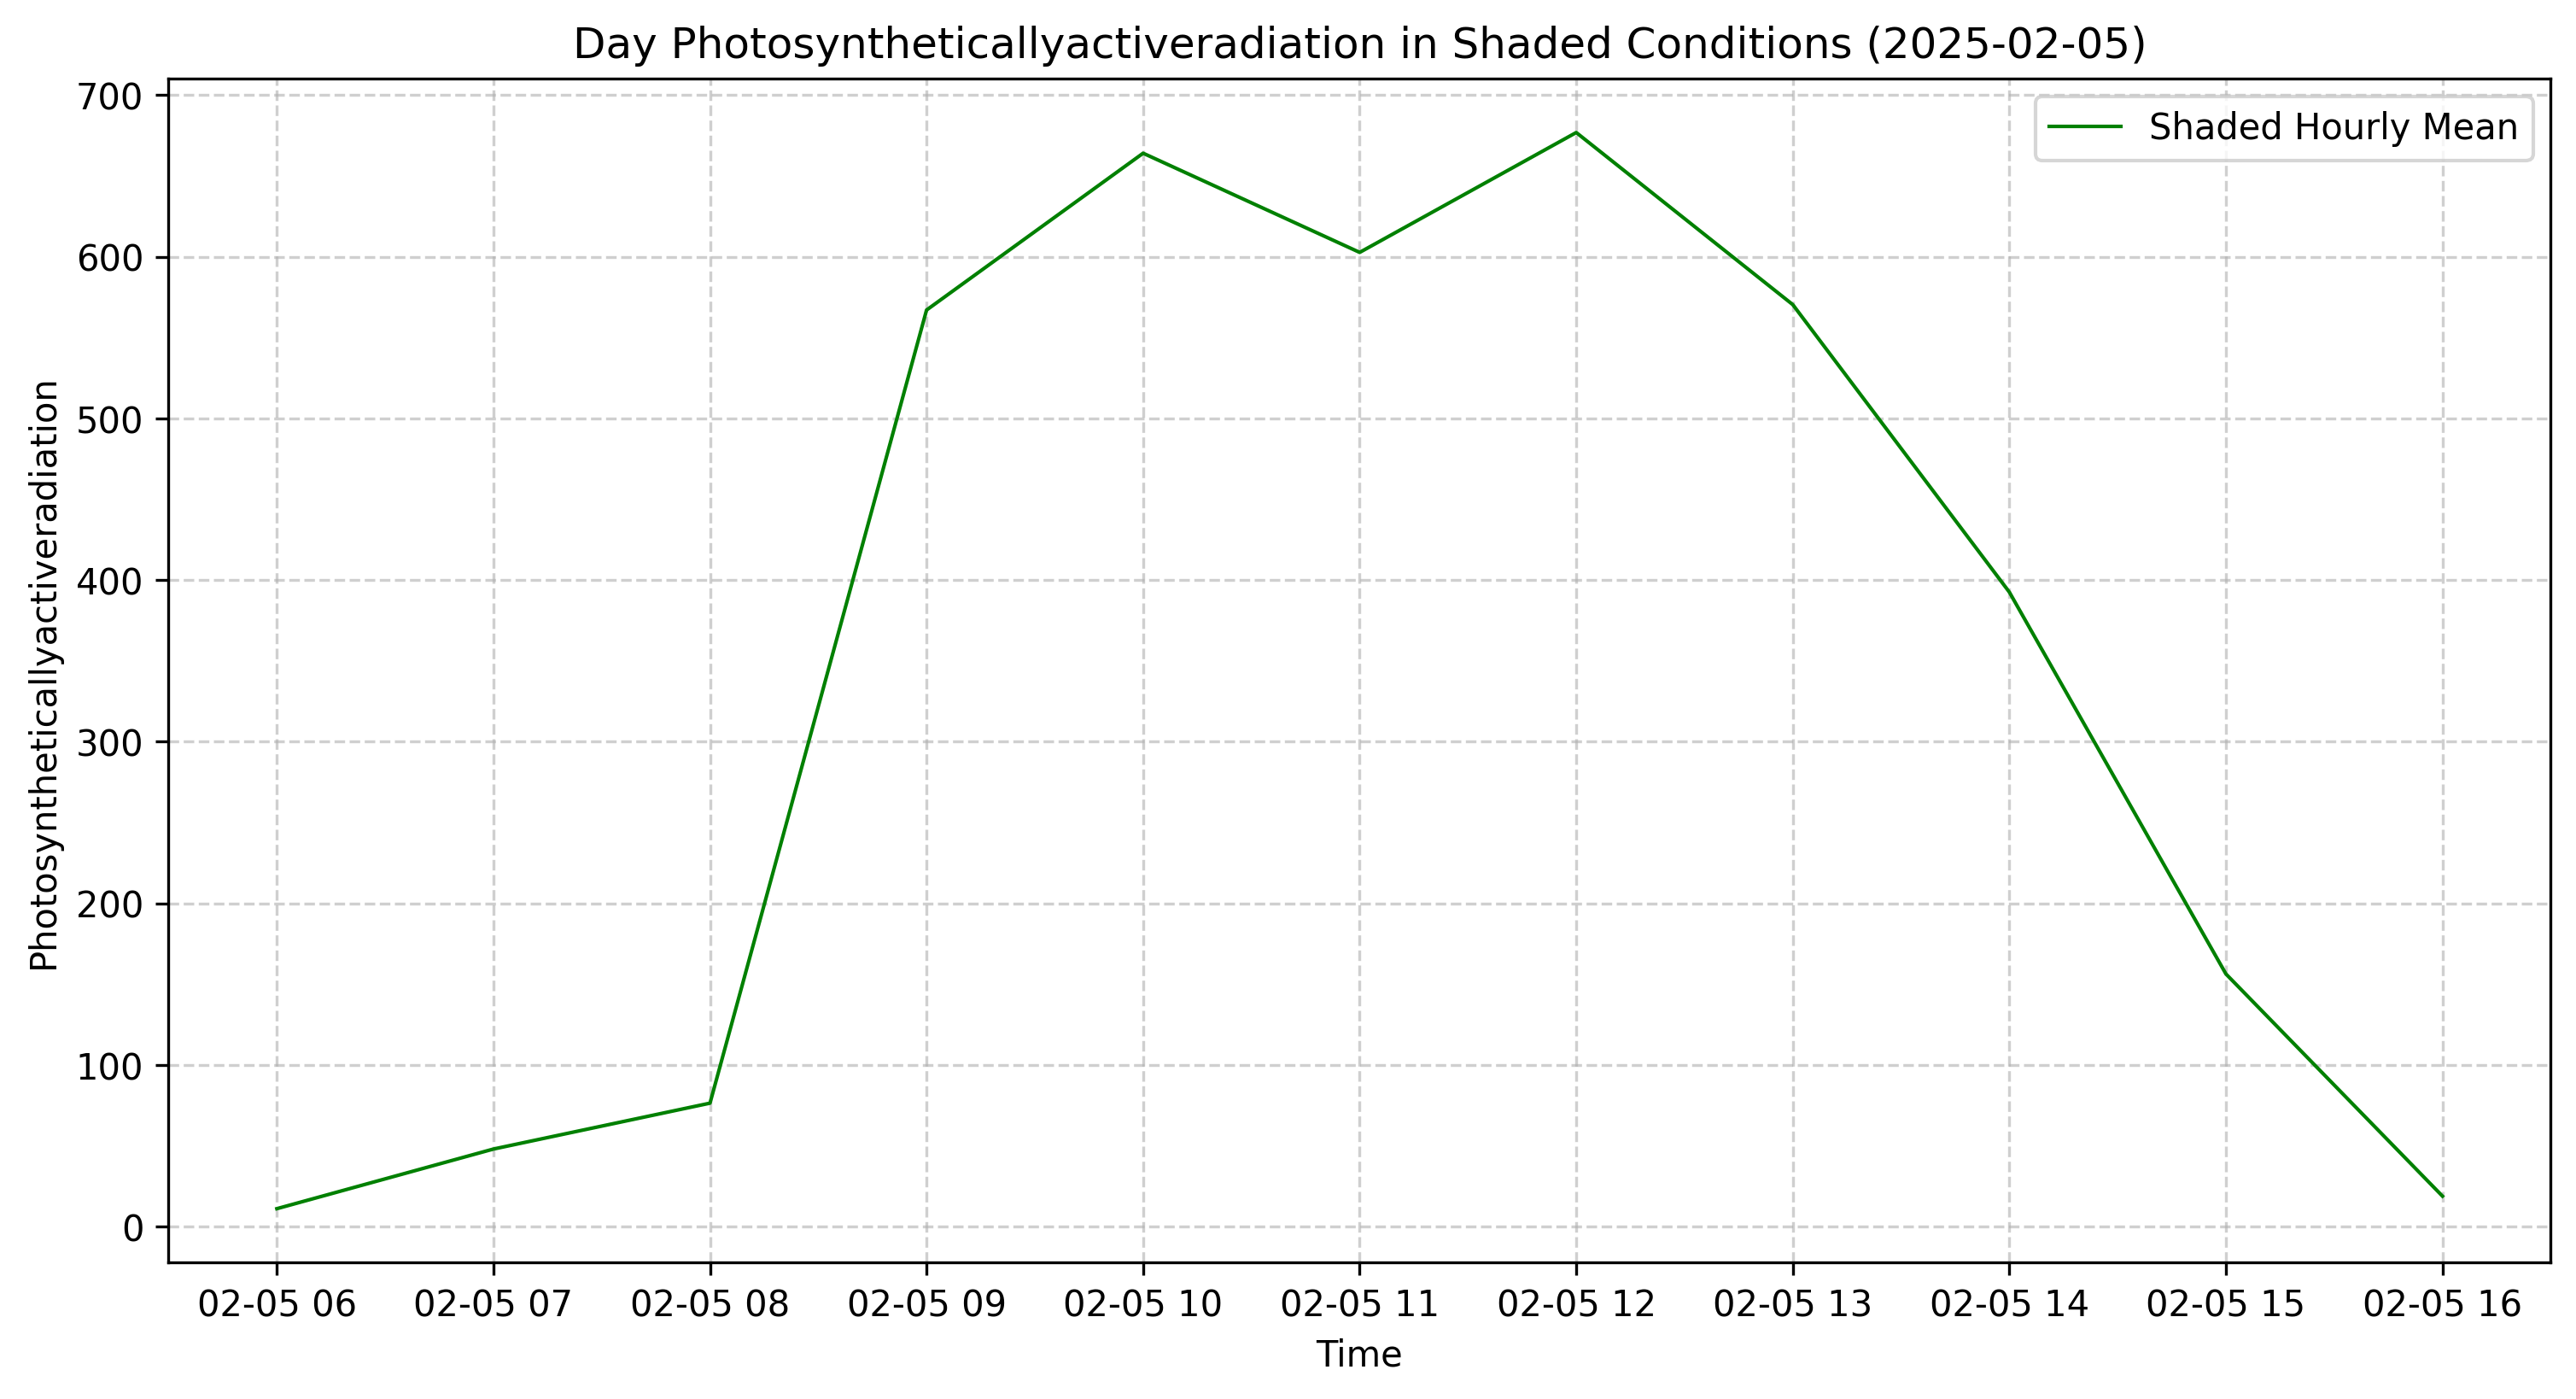 Day Photosyntheticallyactiveradiation in Shaded Conditions (2025-02-05)
Shaded Hourly Mean
Photosyntheticallyactiveradiation
700
600
500
400
300
200
100
0
02-05 06 02-05 07 02-05 08 02-05 09 02-05 10 02-05 11 02-05 12 02-05 13 02-05 14 02-05 15 02-05 16
Time